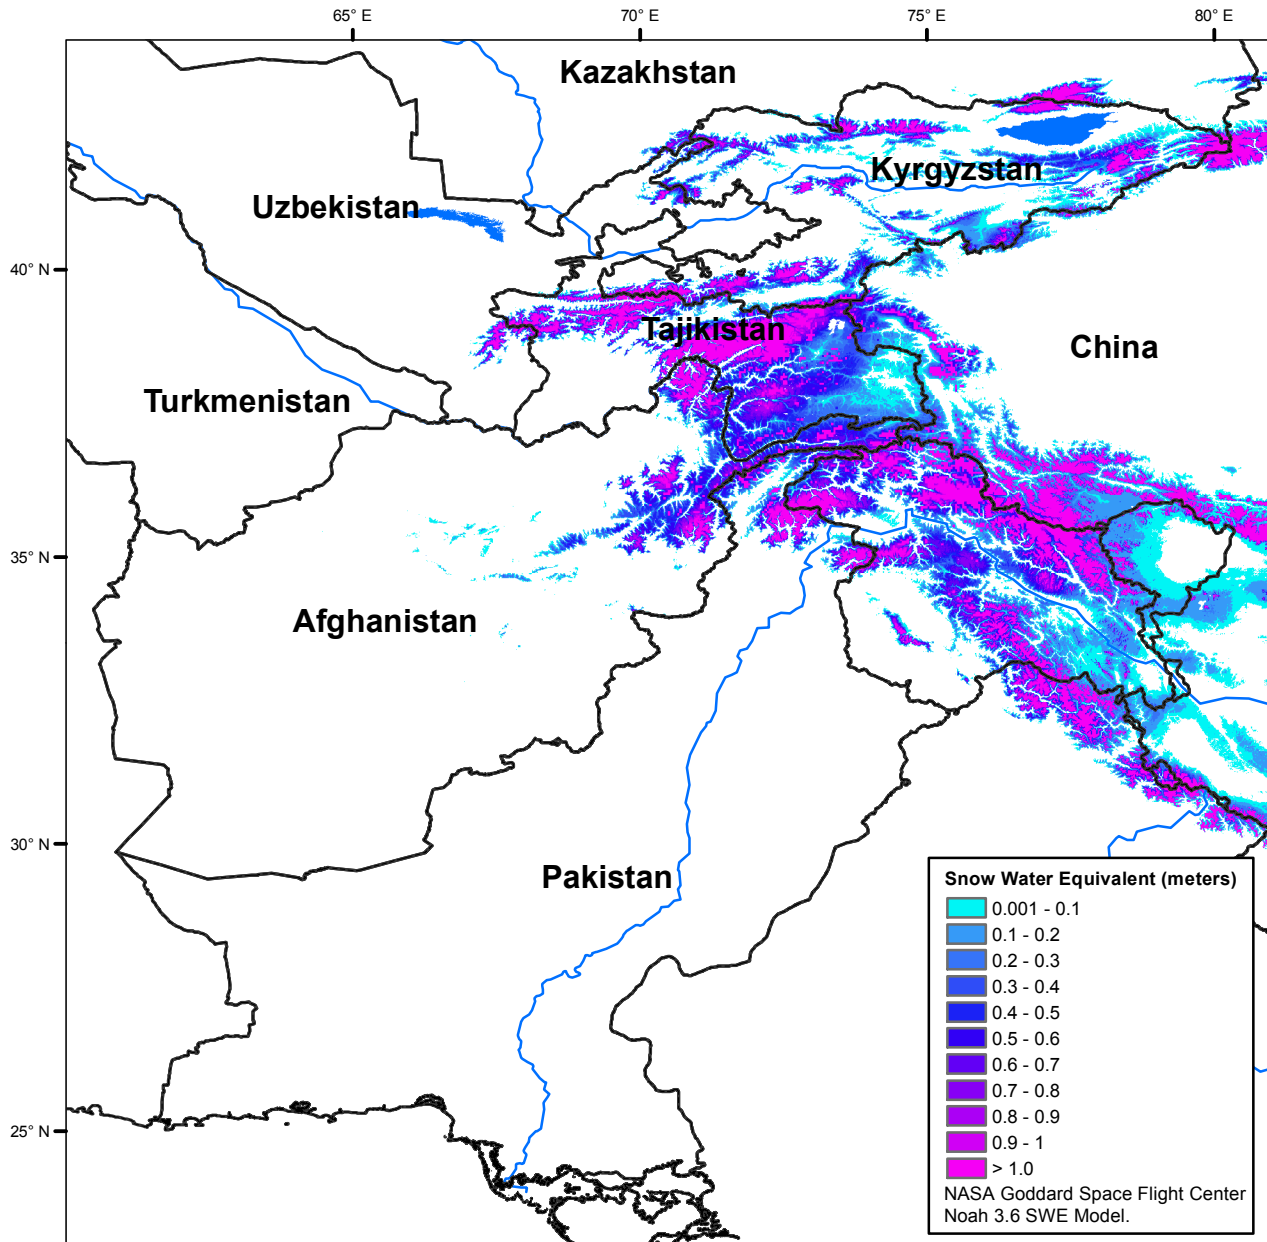 65° E
70° E
75° E
80° E
Kazakhstan
Kyrgyzstan
Uzbekistan
40° N
Tajikistan
China
Turkmenistan
35° N
Afghanistan
30° N
Pakistan
25° N
Snow Water Equivalent (meters)
0.001 - 0.1
0.1 - 0.2
0.2 - 0.3
0.3 - 0.4
0.4 - 0.5
0.5 - 0.6
0.6 - 0.7
0.7 - 0.8
0.8 - 0.9
0.9 - 1
> 1.0
NASA Goddard Space Flight Center
Noah 3.6 SWE Model.